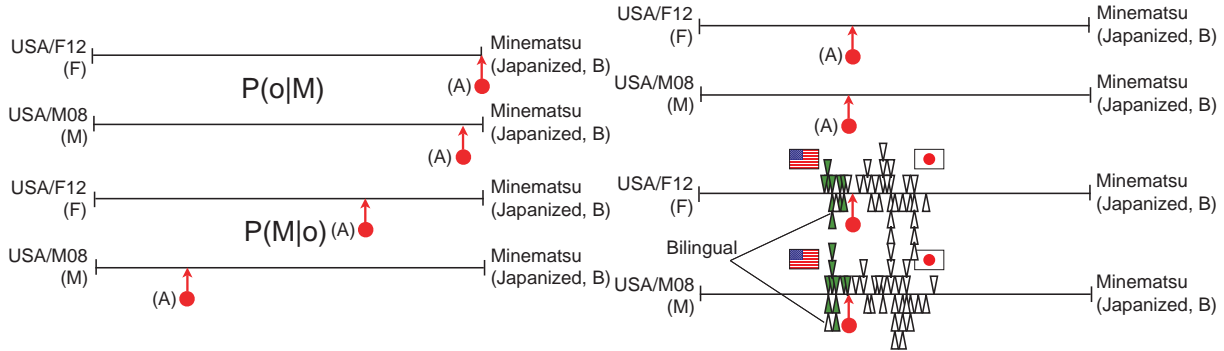 USA/F12
(F)
Minematsu
(Japanized, B)
(A)
P(o|M)
USA/M08
(M)
Minematsu
(Japanized, B)
(A)
USA/F12
(F)
Minematsu
(Japanized, B)
P(M|o)
(A)
USA/M08
(M)
Minematsu
(Japanized, B)
(A)
USA/F12
(F)
Minematsu
(Japanized, B)
(A)
USA/M08
(M)
Minematsu
(Japanized, B)
(A)
USA/F12
(F)
Minematsu
(Japanized, B)
Bilingual
USA/M08
(M)
Minematsu
(Japanized, B)